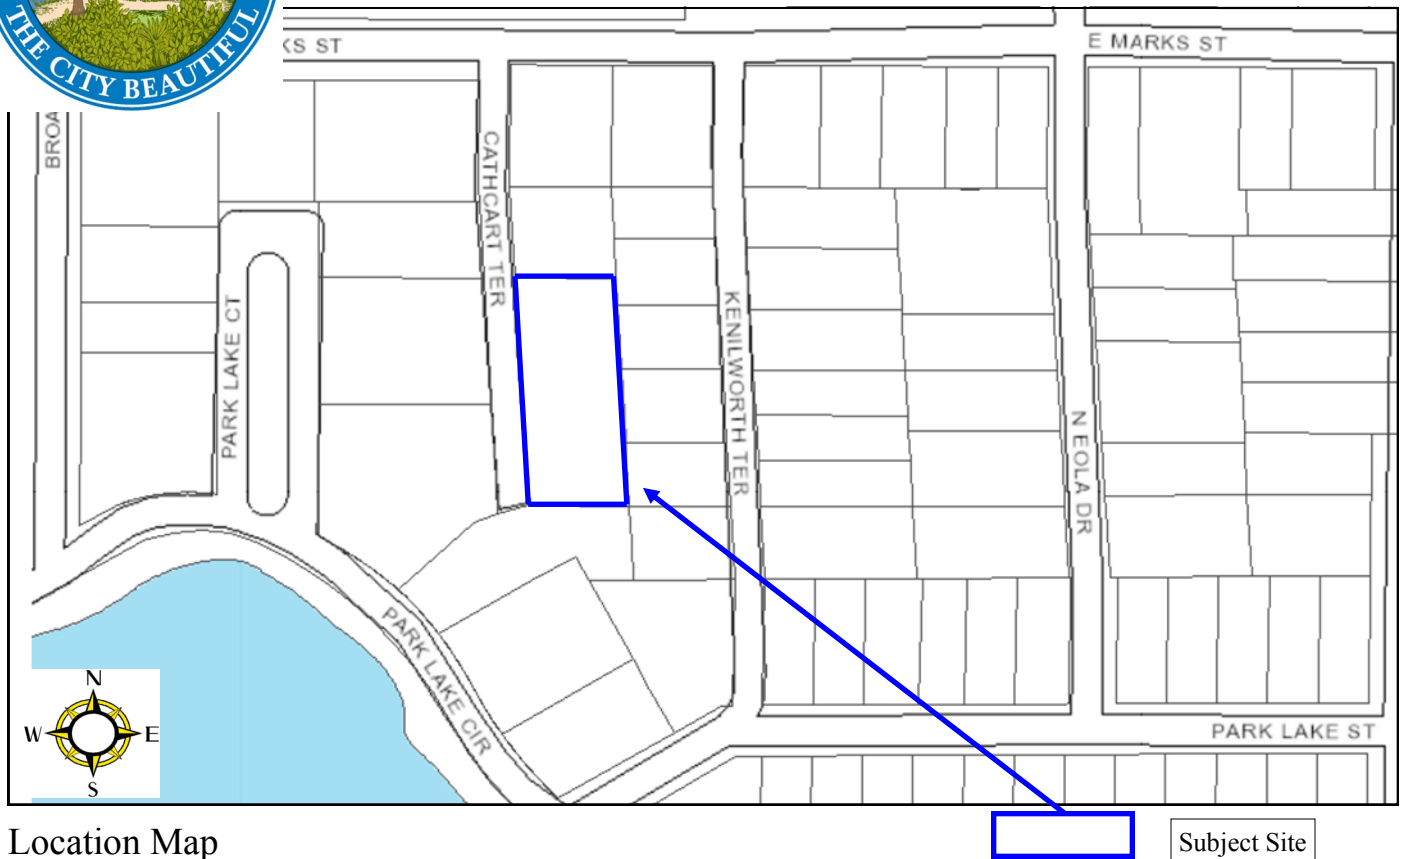 THE CITY BEAUTIFUL
KS ST
E MARKS ST
BROA
CATHCART TER
PARK LAKE CT
KENILWORTH TER
N EOLA DR
PARK LAKE CIR
PARK LAKE ST
N
W E
S
Location Map
Subject Site